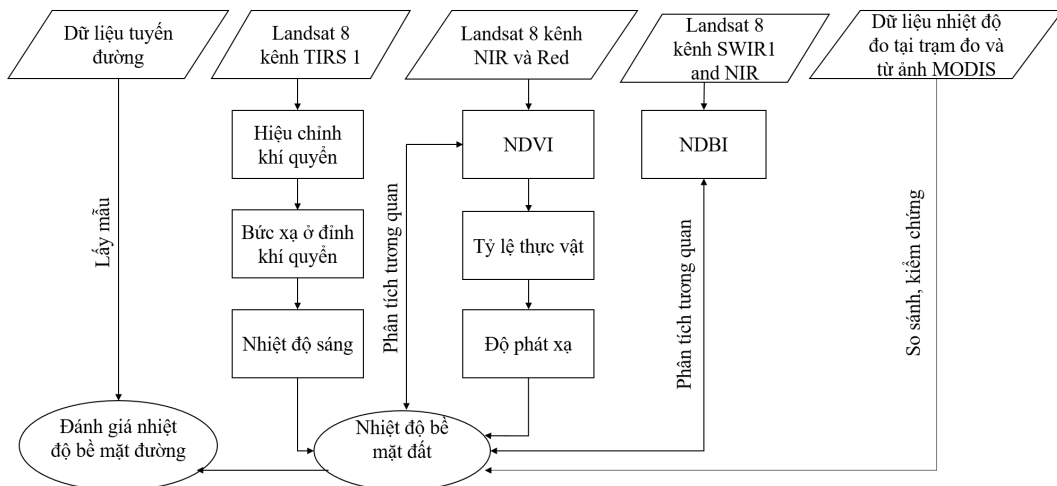 Dữ liệu tuyến
đường
Landsat 8
kênh TIRS 1
Landsat 8 kênh
NIR và Red
Landsat 8
kênh SWIR1
and NIR
Dữ liệu nhiệt độ
đo tại trạm đo và
từ ảnh MODIS
Hiệu chỉnh
khí quyển
NDVI
NDBI
Lấy mẫu
Bức xạ ở đỉnh
khí quyển
Phân tích tương quan
Tỷ lệ thực vật
Phân tích tương quan
So sánh, kiểm chứng
Nhiệt độ sáng
Độ phát xạ
Đánh giá nhiệt
độ bề mặt đường
Nhiệt độ bề
mặt đất